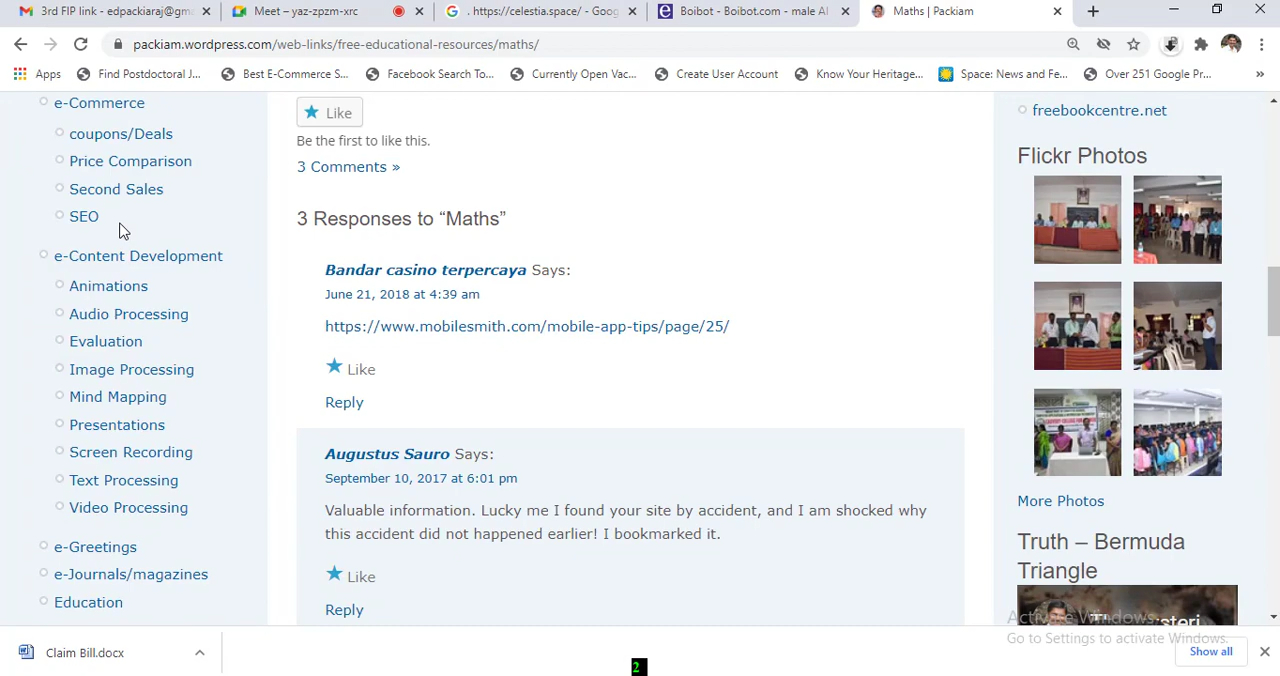 3rd FIP link - edpackiaraj@gm
Meet – yaz-zpzm-xrc
. https://celestia.space/ - Goog
Boibot - Boibot.com - male AI
Maths | Packiam
packiam.wordpress.com/web-links/free-educational-resources/maths/
Apps
Find Postdoctoral J...
Best E-Commerce S...
Facebook Search To...
Currently Open Vac...
Create User Account
Know Your Heritage...
Space: News and Fe...
Over 251 Google Pr...
»
e-Commerce
coupons/Deals
Price Comparison
Second Sales
SEO
e-Content Development
Animations
Audio Processing
Evaluation
Image Processing
Mind Mapping
Presentations
Screen Recording
Text Processing
Video Processing
e-Greetings
e-Journals/magazines
Education
Like
Be the first to like this.
3 Comments »
3 Responses to “Maths”
Bandar casino terpercaya Says:
June 21, 2018 at 4:39 am
https://www.mobilesmith.com/mobile-app-tips/page/25/
Like
Reply
Augustus Sauro Says:
September 10, 2017 at 6:01 pm
Valuable information. Lucky me I found your site by accident, and I am shocked why
this accident did not happened earlier! I bookmarked it.
Like
Reply
freebookcentre.net
Flickr Photos
More Photos
Truth – Bermuda
Triangle
Activate Windows
Go to Settings to activate Windows.
Claim Bill.docx
Show all
2